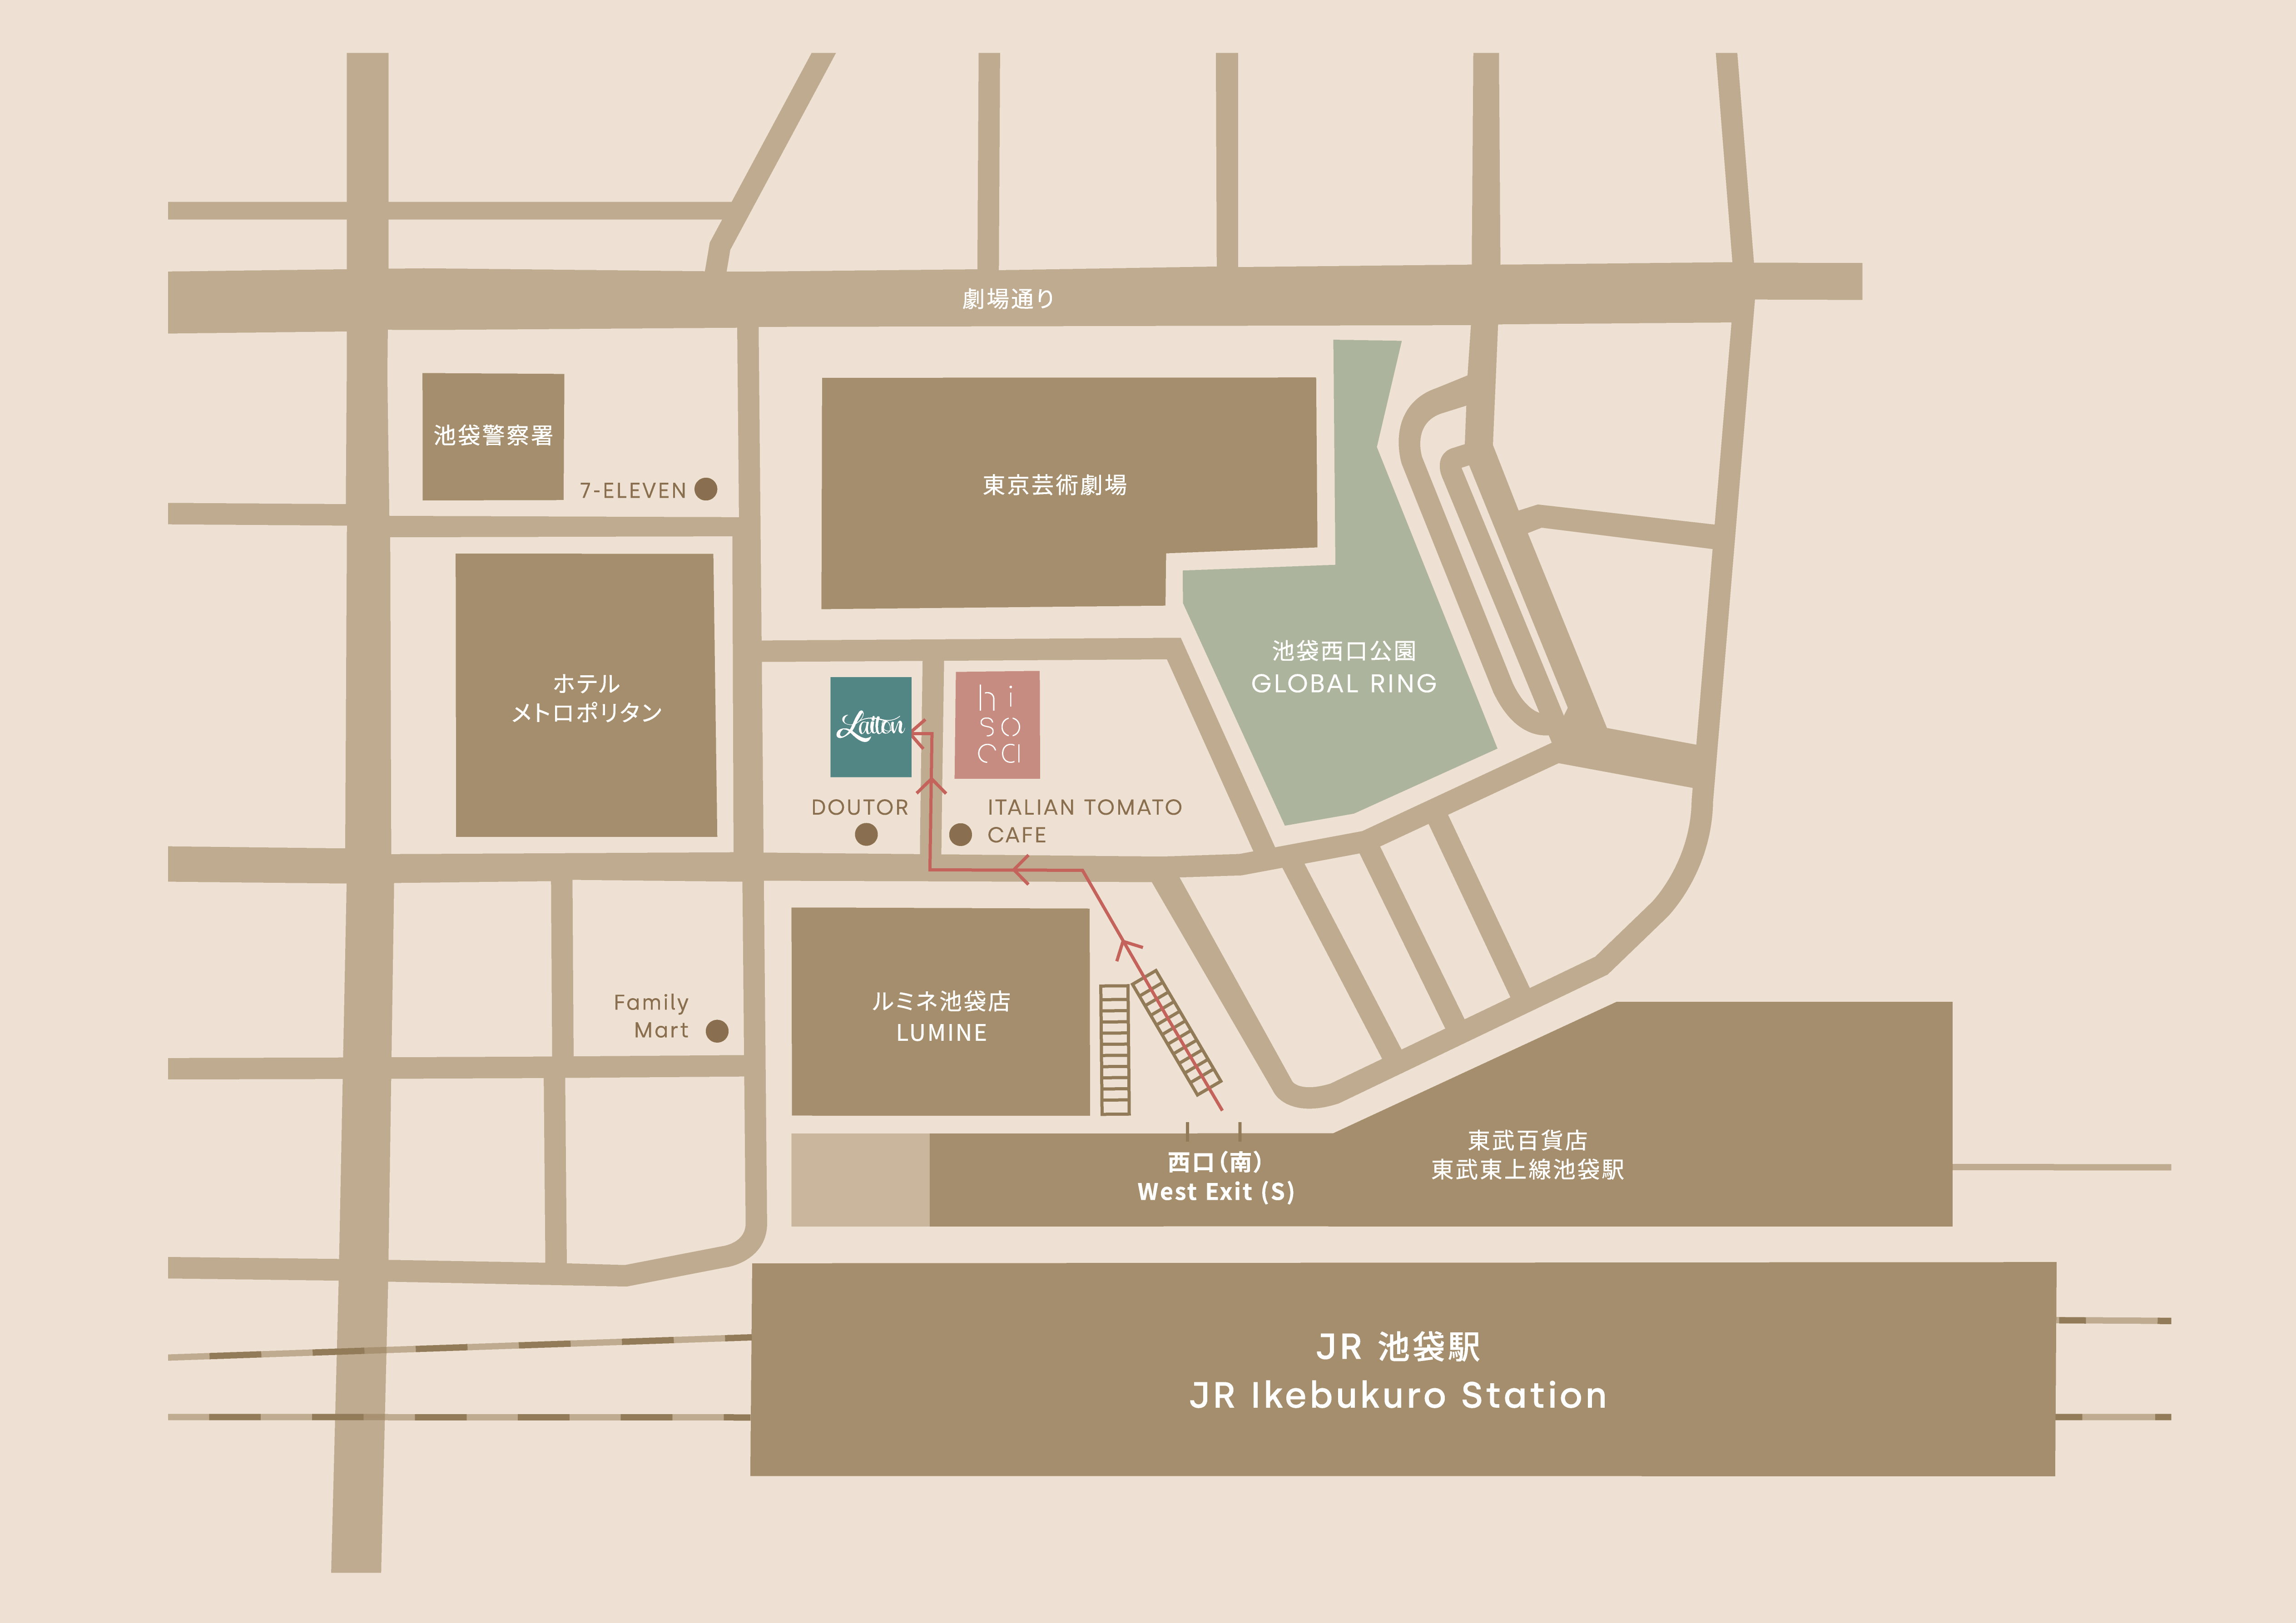 劇場通り
池袋警察署
7-ELEVEN
東京芸術劇場
ホテル
メトロポリタン
池袋西口公園
GLOBAL RING
Latton
hi
so
ca
DOUTOR
ITALIAN TOMATO
CAFE
Family
Mart
ルミネ池袋店
LUMINE
西口(南)
West Exit (S)
東武百貨店
東武東上線池袋駅
JR 池袋駅
JR Ikebukuro Station